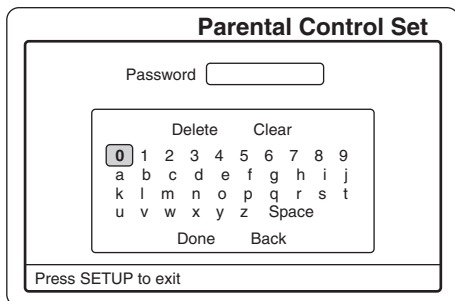 Parental Control Set
Password
Delete Clear
0 1 2 3 4 5 6 7 8 9
a b c d e f g h i j
k l m n o p q r s t
u v w x y z Space
Done Back
Press SETUP to exit